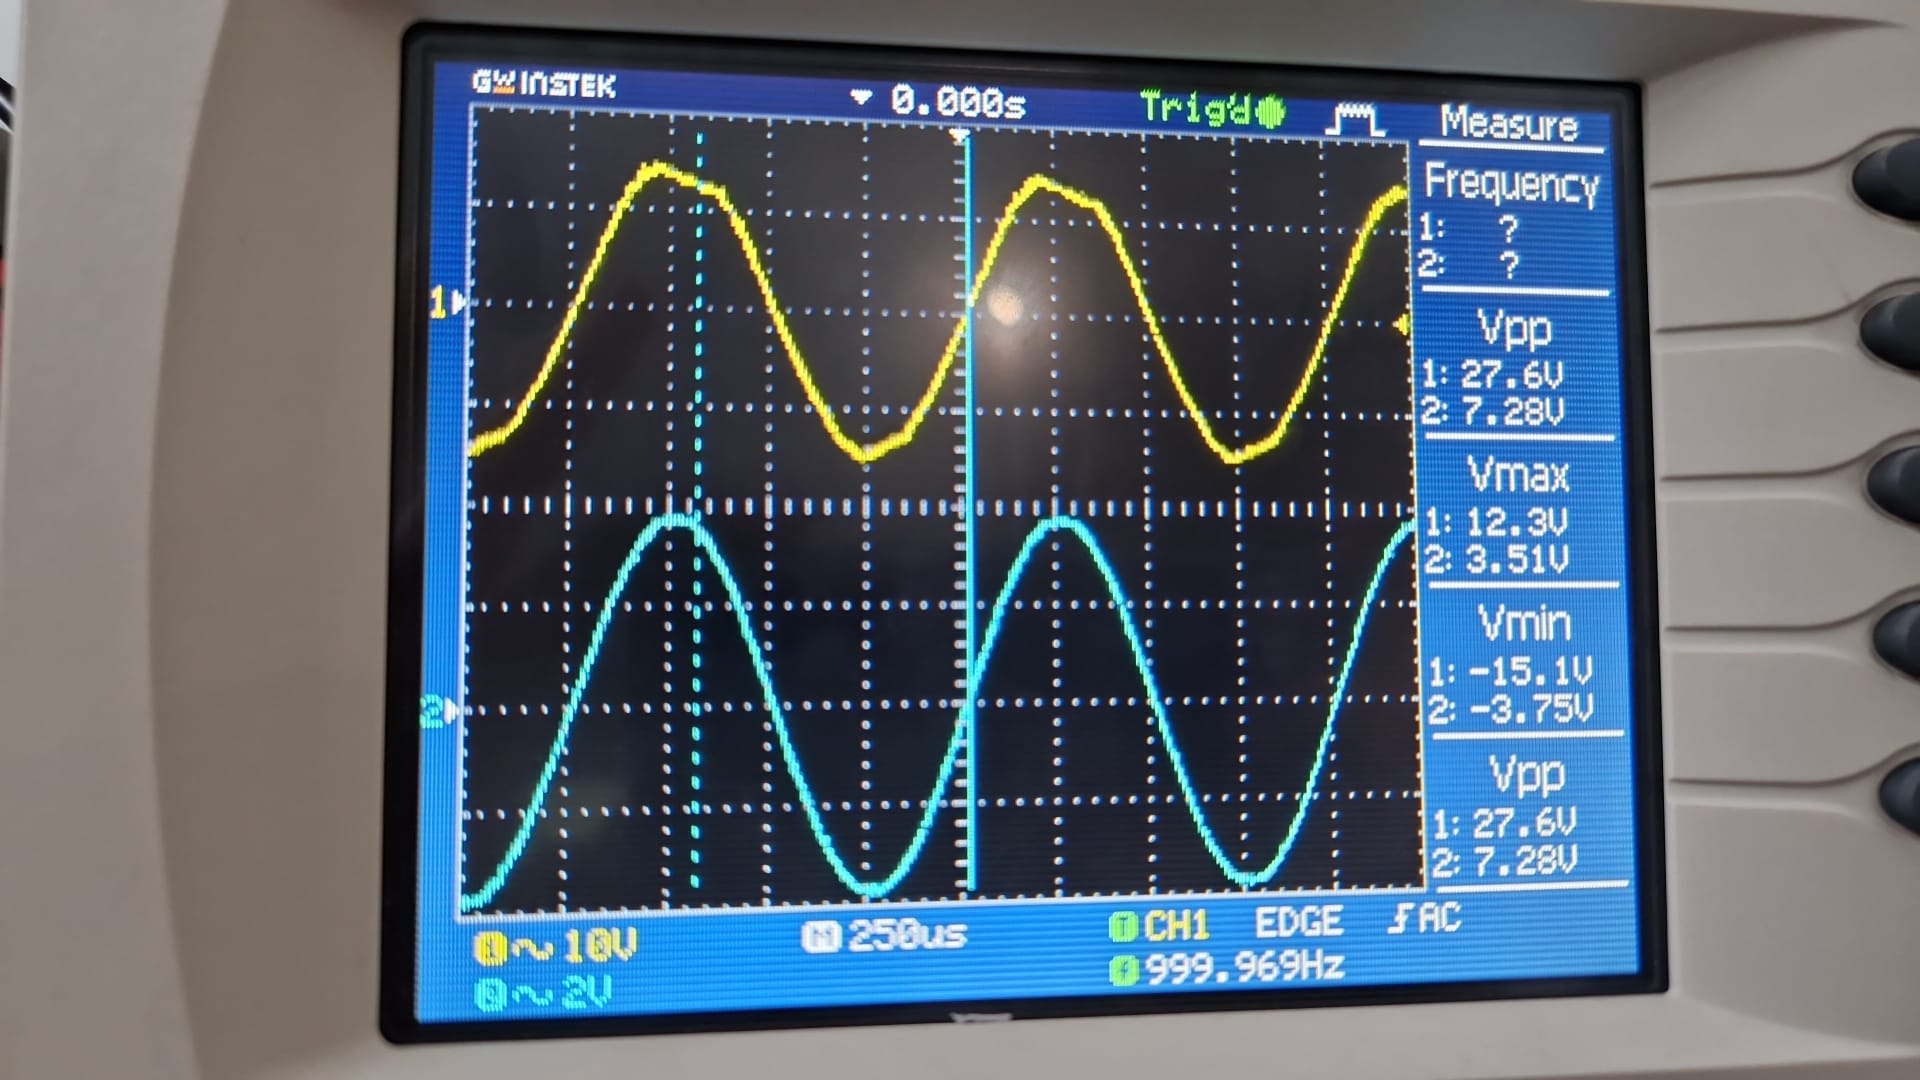 GW INSTEK
0.000s
Trig'd
Measure
Frequency
1: ?
2: ?
Vpp
1: 27.6V
2: 7.28V
Vmax
1: 12.3V
2: 3.51V
Vmin
1: -15.1V
2: -3.75V
Vpp
1: 27.6V
2: 7.28V
1
2
1 ~ 10V
M 250us
T CH1 EDGE AC
2 ~ 2V
f 999.969Hz